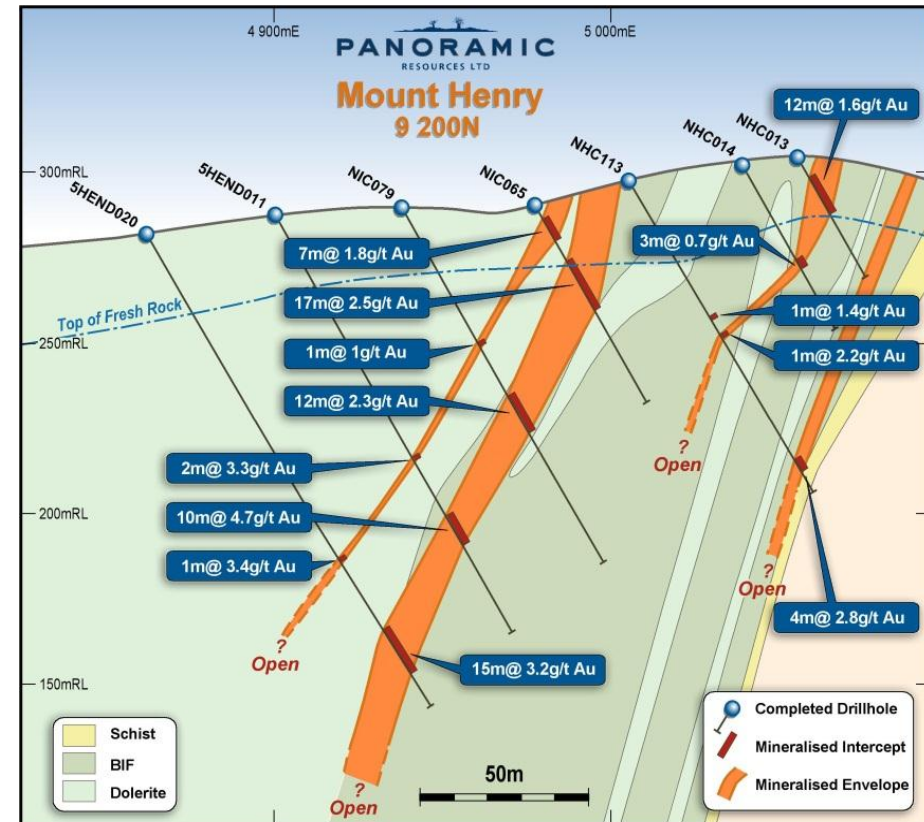 4 900mE
5 000mE
PANORAMIC
RESOURCES LTD
Mount Henry
9 200N
12m@ 1.6g/t Au
NHC013
NHC014
NHC113
NIC065
NIC079
5HEND011
5HEND020
300mRL
7m@ 1.8g/t Au
3m@ 0.7g/t Au
17m@ 2.5g/t Au
Top of Fresh Rock
1m@ 1.4g/t Au
250mRL
1m@ 1g/t Au
1m@ 2.2g/t Au
12m@ 2.3g/t Au
?
Open
2m@ 3.3g/t Au
200mRL
10m@ 4.7g/t Au
1m@ 3.4g/t Au
?
Open
4m@ 2.8g/t Au
?
Open
15m@ 3.2g/t Au
150mRL
Schist
BIF
Dolerite
?
Open
50m
Completed Drillhole
Mineralised Intercept
Mineralised Envelope